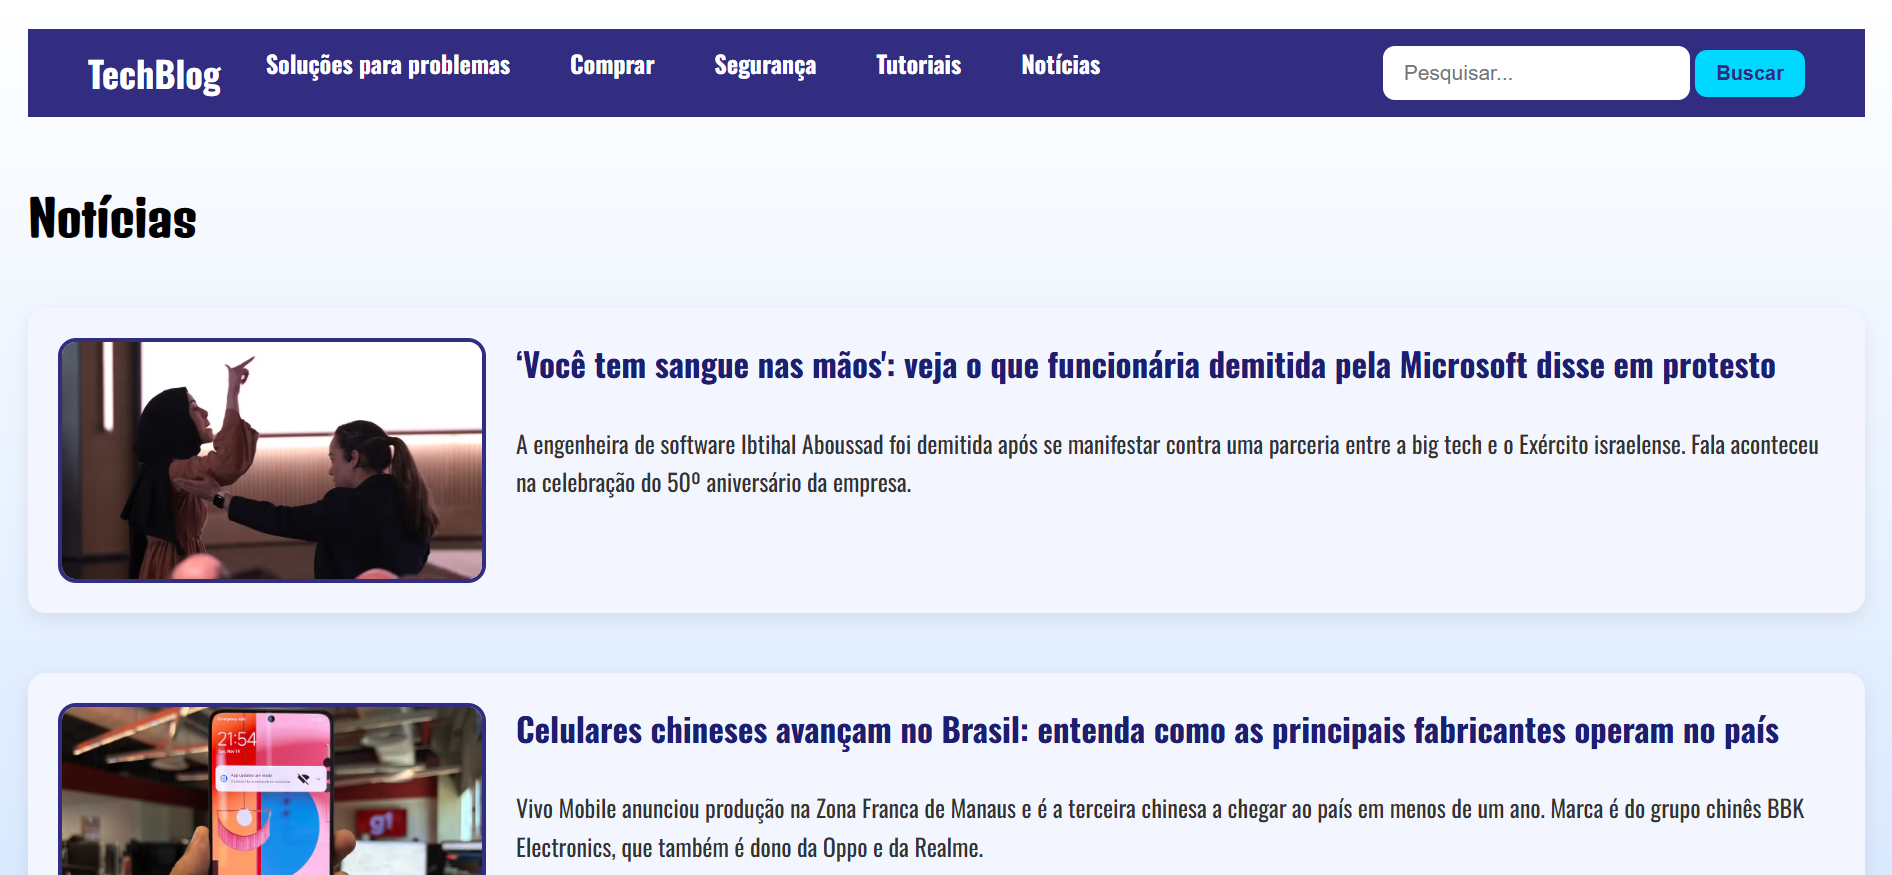 TechBlog
Soluções para problemas
Comprar
Segurança
Tutoriais
Notícias
Pesquisar...
Buscar
Notícias
‘Você tem sangue nas mãos': veja o que funcionária demitida pela Microsoft disse em protesto
A engenheira de software Ibtihal Aboussad foi demitida após se manifestar contra uma parceria entre a big tech e o Exército israelense. Fala aconteceu
na celebração do 50º aniversário da empresa.
21:54
g1
Celulares chineses avançam no Brasil: entenda como as principais fabricantes operam no país
Vivo Mobile anunciou produção na Zona Franca de Manaus e é a terceira chinesa a chegar ao país em menos de um ano. Marca é do grupo chinês BBK
Electronics, que também é dono da Oppo e da Realme.